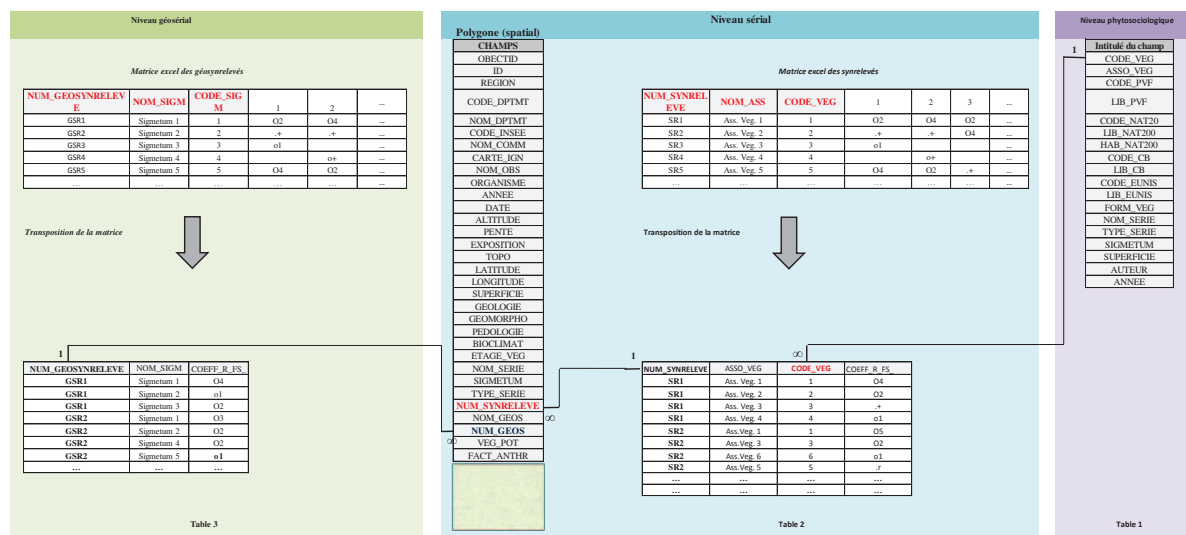 Niveau géosérial
Matrice excel des géosynrelevés
NUM_GEOSYNRELEV
E NOM_SIGM CODE_SIG
M 1 2 ...
GSR1 Sigmetum 1 1 O2 O4 ...
GSR2 Sigmetum 2 2 .+ .+ ...
GSR3 Sigmetum 3 3 o1
GSR4 Sigmetum 4 4 o+
GSR5 Sigmetum 5 5 O4 O2 ...
... ... ... ... ... ...
Transposition de la matrice
1
NUM_GEOSYNRELEVE NOM_SIGM COEFF_R_FS_
GSR1 Sigmetum 1 O4
GSR1 Sigmetum 2 o1
GSR1 Sigmetum 3 O2
GSR2 Sigmetum 1 O3
GSR2 Sigmetum 2 O2
GSR2 Sigmetum 4 O2
GSR2 Sigmetum 5 o1
... ... ...
Table 3
Niveau sérial
Polygone (spatial)
CHAMPS
OBECTID
ID
REGION
CODE_DPTMT
NOM_DPTMT
CODE_INSEE
NOM_COMM
CARTE_IGN
NOM_OBS
ORGANISME
ANNEE
DATE
ALTITUDE
PENTE
EXPOSITION
TOPO
LATITUDE
LONGITUDE
SUPERFICIE
GEOLOGIE
GEOMORPHO
PEDOLOGIE
BIOCLIMAT
ETAGE_VEG
NOM_SERIE
SIGMETUM
TYPE_SERIE
NUM_SYNRELEVE
NOM_GEOS ∞
NUM_GEOS
∞ VEG_POT
FACT_ANTHR
Matrice excel des synrelevés
NUM_SYNREL
EVE NOM_ASS CODE_VEG 1 2 3 ...
SR1 Ass. Veg. 1 1 O2 O4 O2 ...
SR2 Ass. Veg. 2 2 .+ .+ O4 ...
SR3 Ass. Veg. 3 3 o1
SR4 Ass. Veg. 4 4 o+ ...
SR5 Ass. Veg. 5 5 O4 O2 .+ ...
... ... ... ... ... ... ...
Transposition de la matrice
1 ∞
NUM_SYNRELEVE ASSO_VEG CODE_VEG COEFF_R_FS_
SR1 Ass. Veg. 1 1 O4
SR1 Ass. Veg. 2 2 O2
SR1 Ass. Veg. 3 3 .+
SR1 Ass. Veg. 4 4 o1
SR2 Ass. Veg. 1 1 O5
SR2 Ass.Veg. 3 3 O2
SR2 Ass.Veg. 6 6 o1
SR2 Ass.Veg. 5 5 .r
... ... ... ...
... ... ... ...
Table 2
Niveau phytosociologique
1
Intitulé du champ
CODE_VEG
ASSO_VEG
CODE_PVF
LIB_PVF
CODE_NAT20
LIB_NAT200
HAB_NAT200
CODE_CB
LIB_CB
CODE_EUNIS
LIB_EUNIS
FORM_VEG
NOM_SERIE
TYPE_SERIE
SIGMETUM
SUPERFICIE
AUTEUR
ANNEE
Table 1